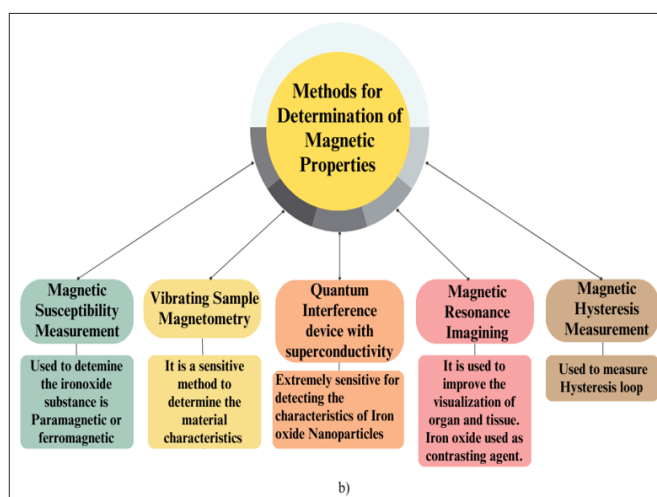 Methods for
Determination of
Magnetic
Properties
Magnetic
Susceptibility
Measurement
Used to detemine
the ironoxide
substance is
Paramagnetic or
ferromagnetic
Vibrating Sample
Magnetometry
It is a sensitive
method to
determine the
material
characteristics
Quantum
Interference
device with
superconductivity
Extremely sensitive for
detecting the
characteristics of Iron
oxide Nanoparticles
Magnetic
Resonance
Imagining
It is used to
improve the
visualization of
organ and tissue.
Iron oxide used as
contrasting agent.
Magnetic
Hysteresis
Measurement
Used to measure
Hysteresis loop
b)